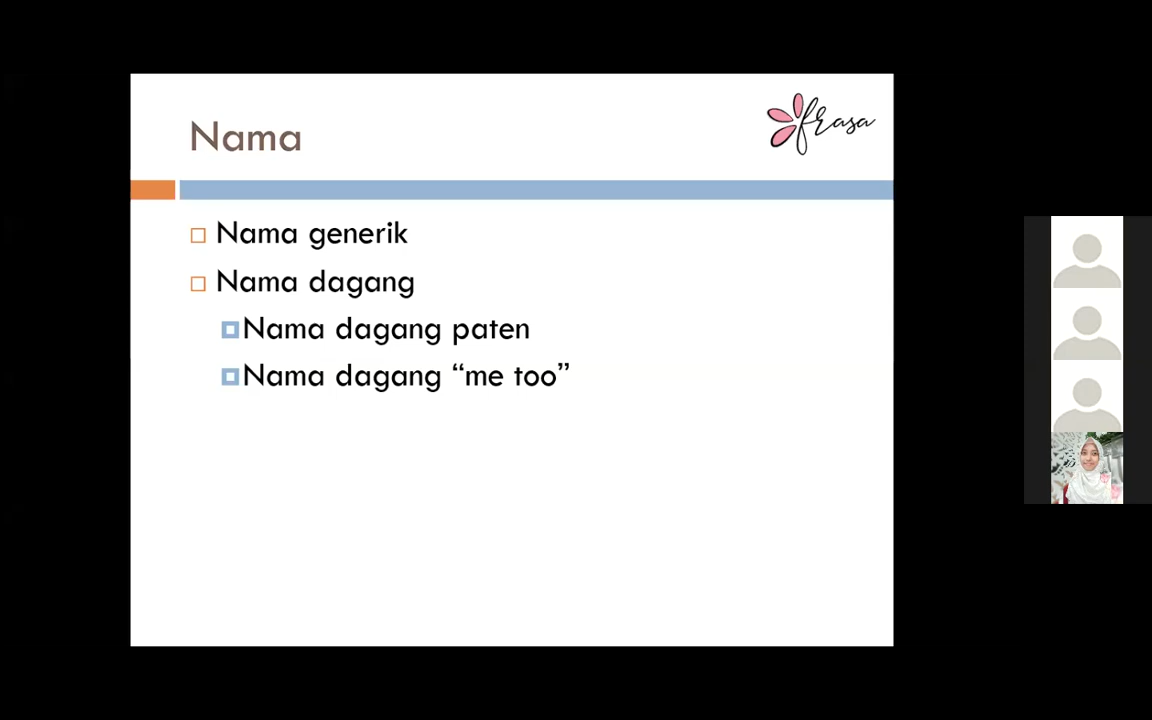 Nama
frasa
Nama generik
Nama dagang
Nama dagang paten
Nama dagang “me too”